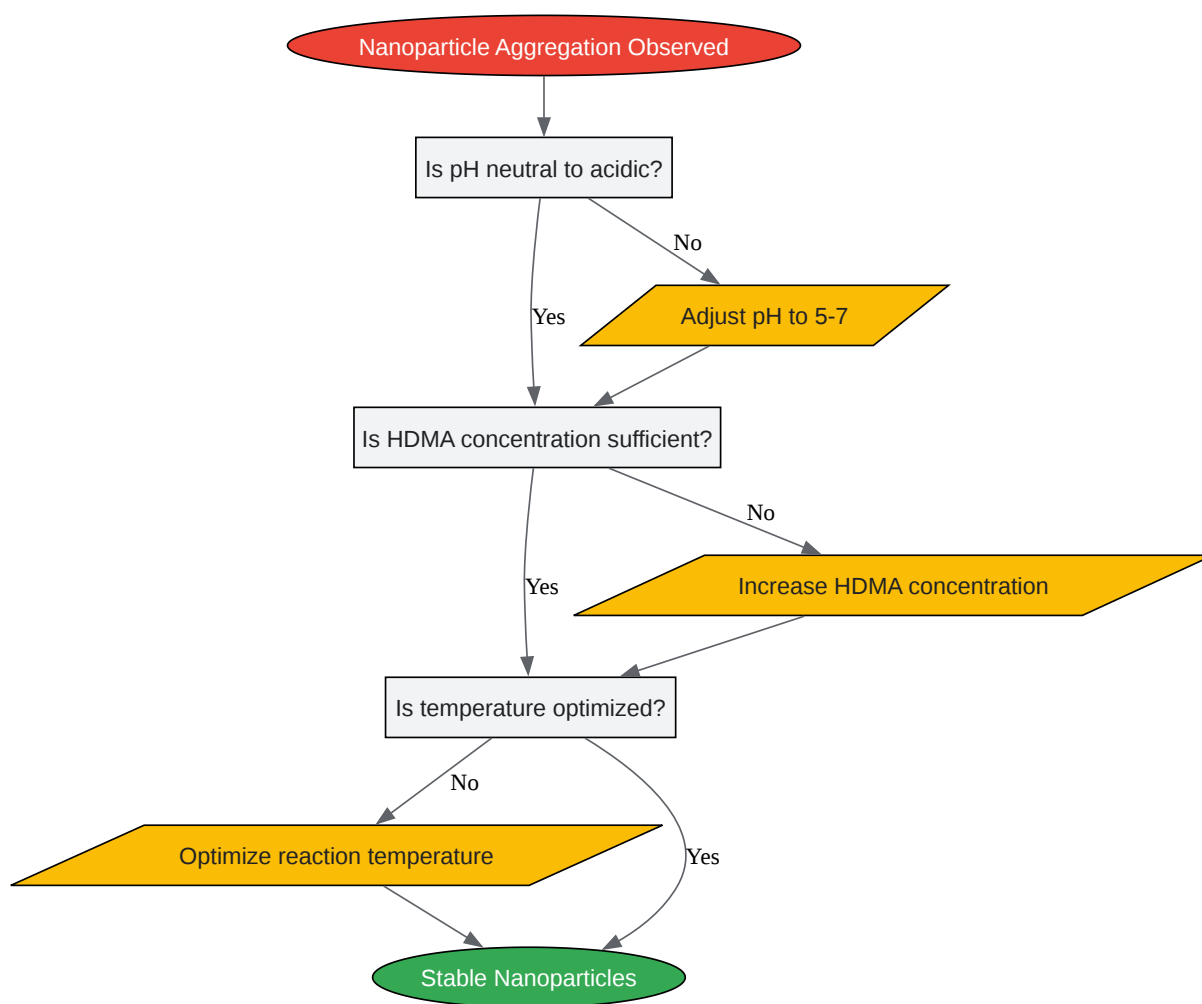 Nanoparticle Aggregation Observed
Is pH neutral to acidic?
No
Yes
Adjust pH to 5-7
Is HDMA concentration sufficient?
No
Yes
Increase HDMA concentration
Is temperature optimized?
No
Optimize reaction temperature
Yes
Stable Nanoparticles